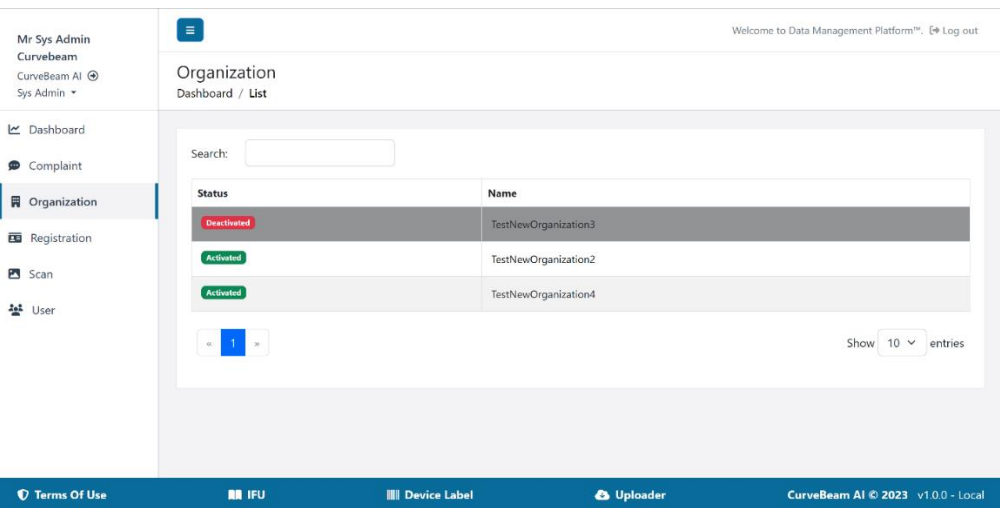 Mr Sys Admin
Curvebeam
CurveBeam AI
Sys Admin
Welcome to Data Management Platform™. Log out
Organization
Dashboard / List
Dashboard
Complaint
Organization
Registration
Scan
User
Search:
Status Name
Deactivated TestNewOrganization3
Activated TestNewOrganization2
Activated TestNewOrganization4
« 1 »
Show 10 entries
Terms Of Use IFU Device Label Uploader CurveBeam AI © 2023 v1.0.0 - Local